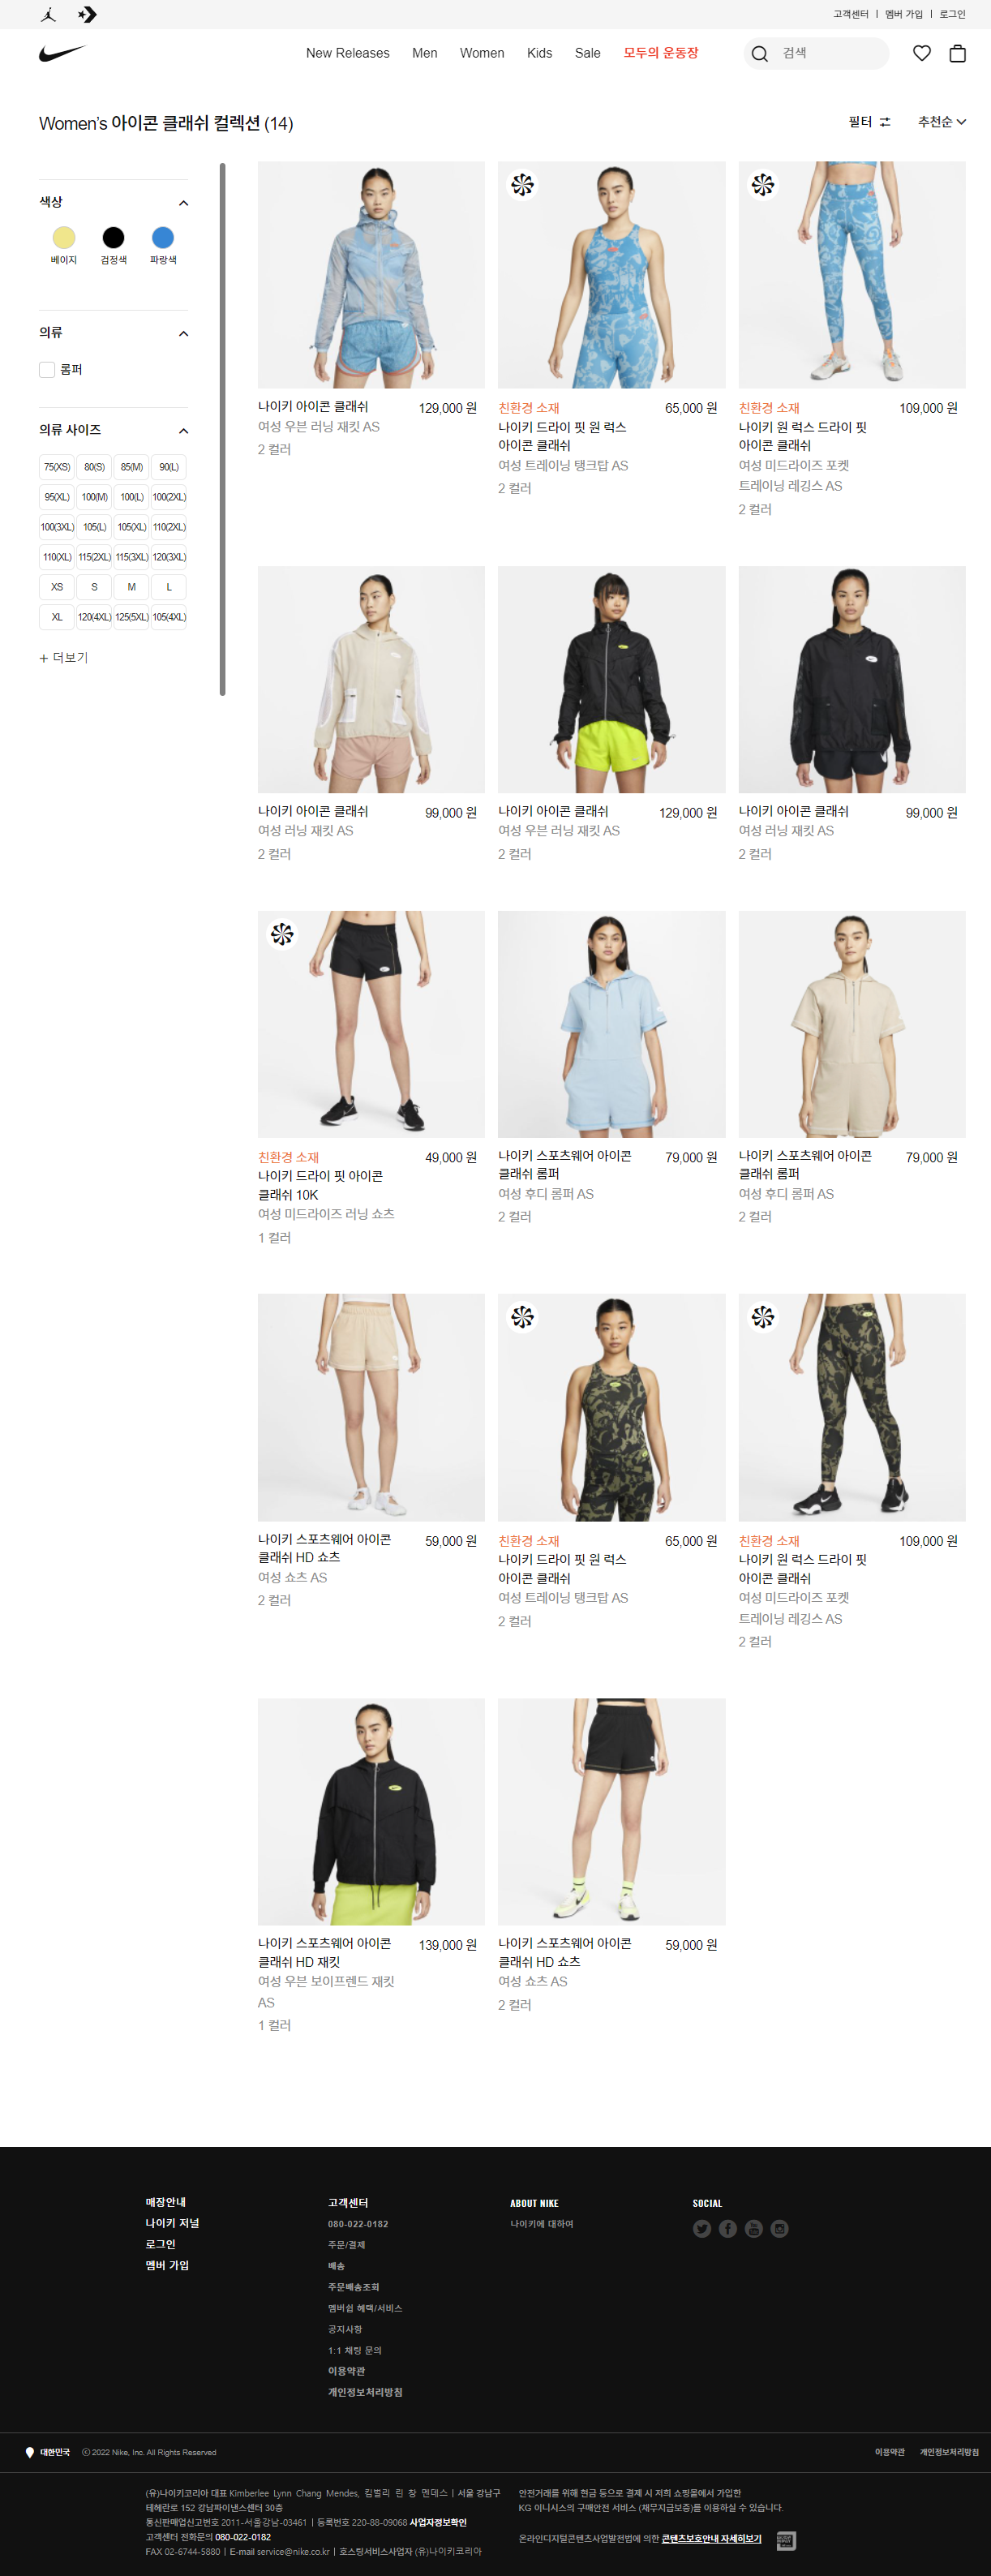 고객센터 | 멤버 가입 | 로그인
New Releases Men Women Kids Sale 모두의 운동장 검색
Women's 아이콘 클래쉬 컬렉션 (14)
필터 추천순
색상
베이지 검정색 파랑색
의류
롬퍼
의류 사이즈
75(XS) 80(S) 85(M) 90(L)
95(XL) 100(M) 100(L) 100(2XL)
100(3XL) 105(L) 105(XL) 110(2XL)
110(XL) 115(2XL) 115(3XL) 120(3XL)
XS S M L
XL 120(4XL) 125(5XL) 105(4XL)
+ 더보기
나이키 아이콘 클래쉬 129,000 원
여성 우븐 러닝 재킷 AS
2 컬러
친환경 소재 65,000 원
나이키 드라이 핏 원 럭스
아이콘 클래쉬
여성 트레이닝 탱크탑 AS
2 컬러
친환경 소재 109,000 원
나이키 원 럭스 드라이 핏
아이콘 클래쉬
여성 미드라이즈 포켓
트레이닝 레깅스 AS
2 컬러
나이키 아이콘 클래쉬 99,000 원
여성 러닝 재킷 AS
2 컬러
나이키 아이콘 클래쉬 129,000 원
여성 우븐 러닝 재킷 AS
2 컬러
나이키 아이콘 클래쉬 99,000 원
여성 러닝 재킷 AS
2 컬러
친환경 소재 49,000 원
나이키 드라이 핏 아이콘
클래쉬 10K
여성 미드라이즈 러닝 쇼츠
1 컬러
나이키 스포츠웨어 아이콘 79,000 원
클래쉬 롬퍼
여성 후디 롬퍼 AS
2 컬러
나이키 스포츠웨어 아이콘 79,000 원
클래쉬 롬퍼
여성 후디 롬퍼 AS
2 컬러
나이키 스포츠웨어 아이콘 59,000 원
클래쉬 HD 쇼츠
여성 쇼츠 AS
2 컬러
친환경 소재 65,000 원
나이키 드라이 핏 원 럭스
아이콘 클래쉬
여성 트레이닝 탱크탑 AS
2 컬러
친환경 소재 109,000 원
나이키 원 럭스 드라이 핏
아이콘 클래쉬
여성 미드라이즈 포켓
트레이닝 레깅스 AS
2 컬러
나이키 스포츠웨어 아이콘 139,000 원
클래쉬 HD 재킷
여성 우븐 보이프렌드 재킷
AS
1 컬러
나이키 스포츠웨어 아이콘 59,000 원
클래쉬 HD 쇼츠
여성 쇼츠 AS
2 컬러
매장안내
나이키 저널
로그인
멤버 가입
고객센터
080-022-0182
주문/결제
배송
주문배송조회
멤버쉽 혜택/서비스
공지사항
1:1 채팅 문의
이용약관
개인정보처리방침
ABOUT NIKE
나이키에 대하여
SOCIAL
대한민국 ⓒ 2022 Nike, Inc. All Rights Reserved
이용약관 개인정보처리방침
(유)나이키코리아 대표 Kimberlee Lynn Chang Mendes, 킴벌리 린 창 멘데스 | 서울 강남구
테헤란로 152 강남파이낸스센터 30층
통신판매업신고번호 2011-서울강남-03461 | 등록번호 220-88-09068 사업자정보확인
고객센터 전화문의 080-022-0182
FAX 02-6744-5880 | E-mail service@nike.co.kr | 호스팅서비스사업자 (유)나이키코리아
안전거래를 위해 현금 등으로 결제 시 저희 쇼핑몰에서 가입한
KG 이니시스의 구매안전 서비스 (채무지급보증)를 이용하실 수 있습니다.
온라인디지털콘텐츠사업발전법에 의한 콘텐츠보호안내 자세히보기